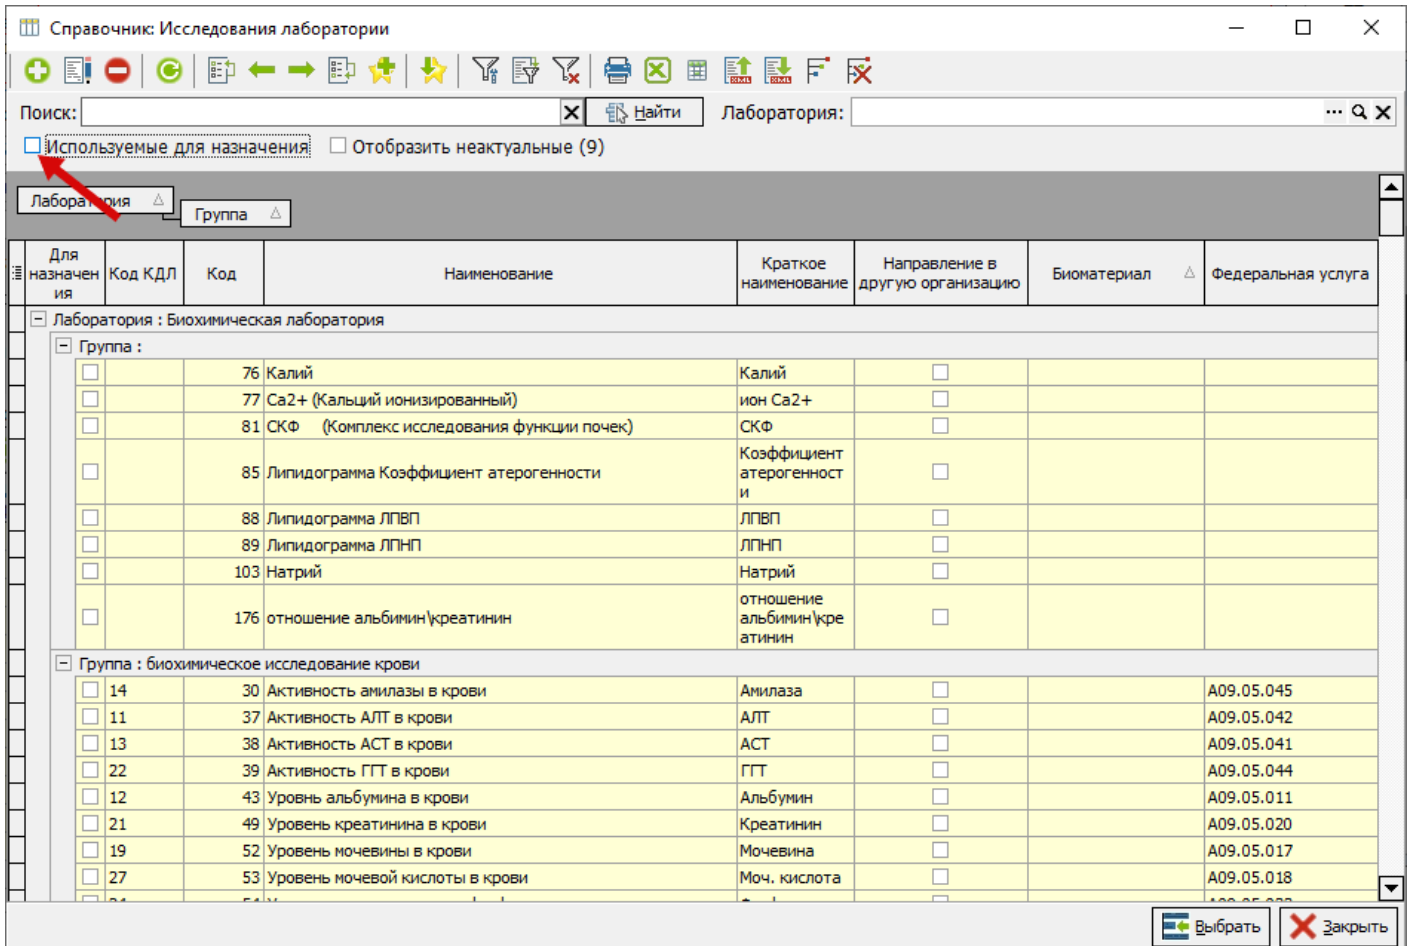 Справочник: Исследования лаборатории
Поиск: Найти Лаборатория:
Используемые для назначения Отобразить неактуальные (9)
Лаборатория
Группа
Для назначен ия Код КДЛ Код Наименование Краткое наименование Направление в другую организацию Биоматериал Федеральная услуга
Лаборатория : Биохимическая лаборатория
Группа :
76 Калий Калий
77 Ca2+ (Кальций ионизированный) ион Ca2+
81 СКФ (Комплекс исследования функции почек) СКФ
85 Липидограмма Коэффициент атерогенности Коэффициент атерогенност и
88 Липидограмма ЛПВП ЛПВП
89 Липидограмма ЛПНП ЛПНП
103 Натрий Натрий
176 отношение альбимин\креатинин отношение альбимин\кре атинин
Группа : биохимическое исследование крови
14 30 Активность амилазы в крови Амилаза A09.05.045
11 37 Активность АЛТ в крови АЛТ A09.05.042
13 38 Активность АСТ в крови АСТ A09.05.041
22 39 Активность ГГТ в крови ГГТ A09.05.044
12 43 Уровнь альбумина в крови Альбумин A09.05.011
21 49 Уровень креатинина в крови Креатинин A09.05.020
19 52 Уровень мочевины в крови Мочевина A09.05.017
27 53 Уровень мочевой кислоты в крови Моч. кислота A09.05.018
Выбрать Закрыть